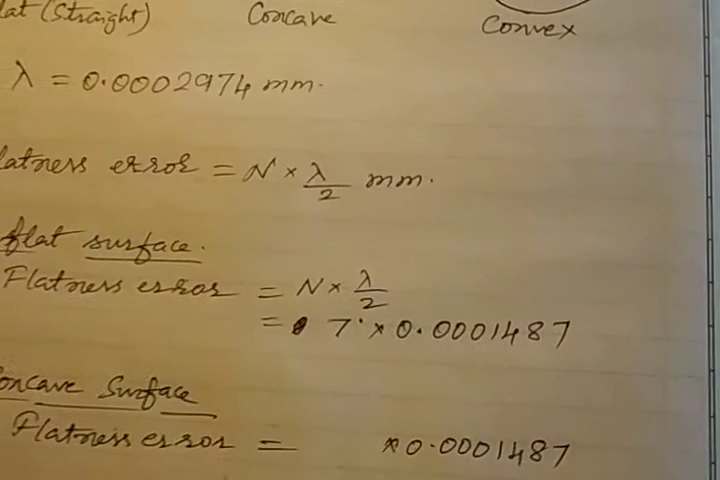 lat (Straight) Concave Convex
λ = 0.0002974 mm.
latness error = N × λ/2 mm.
flat surface.
Flatness error = N × λ/2
= 7 × 0.0001487
oncave Surface
Flatness error = × 0.0001487